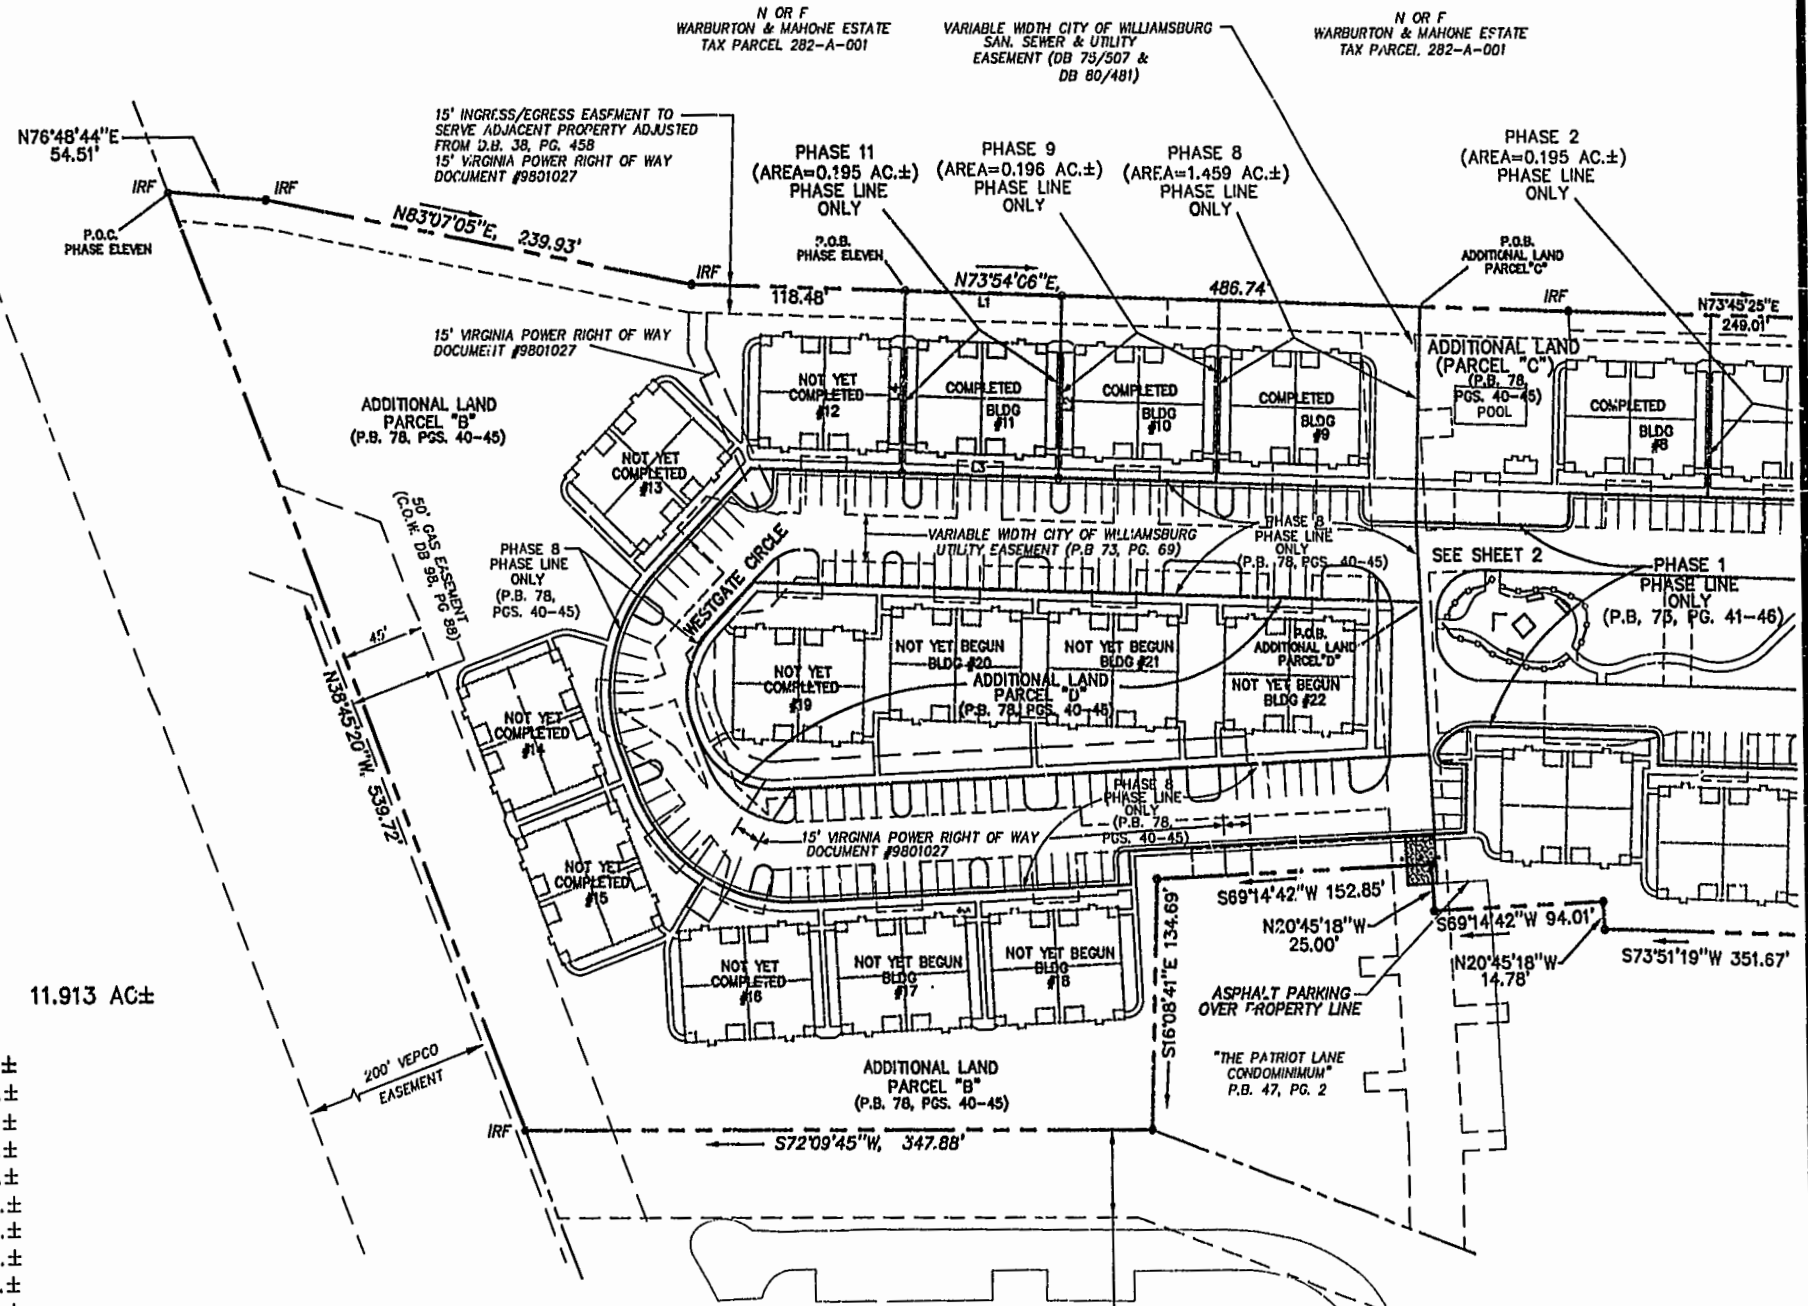 N OR F
WARBURTON & MAHONE ESTATE
TAX PARCEL 282-A-001
VARIABLE WIDTH CITY OF WILLIAMSBURG
SAN. SEWER & UTILITY
EASEMENT (DB 75/507 &
DB 80/481)
N OR F
WARBURTON & MAHONE ESTATE
TAX PARCEL 282-A-001
N76°48'44"E
54.51'
15' INGRESS/EGRESS EASEMENT TO
SERVE ADJACENT PROPERTY ADJUSTED
FROM D.B. 38, PG. 458
15' VIRGINIA POWER RIGHT OF WAY
DOCUMENT #9801027
PHASE 11
(AREA=0.195 AC.±)
PHASE LINE
ONLY
PHASE 9
(AREA=0.196 AC.±)
PHASE LINE
ONLY
PHASE 8
(AREA=1.459 AC.±)
PHASE LINE
ONLY
PHASE 2
(AREA=0.195 AC.±)
PHASE LINE
ONLY
IRF
IRF
P.O.C.
PHASE ELEVEN
N83°07'05"E, 239.93'
IRF
P.O.B.
PHASE ELEVEN
118.48'
N73°54'06"E,
L1
486.74'
P.O.B.
ADDITIONAL LAND
PARCEL "C"
IRF
N73°45'25"E
249.01'
15' VIRGINIA POWER RIGHT OF WAY
DOCUMENT #9801027
ADDITIONAL LAND
PARCEL "B"
(P.B. 78, PGS. 40-45)
NOT YET
COMPLETED
#12
COMPLETED
BLDG
#11
COMPLETED
BLDG
#10
COMPLETED
BLDG
#9
ADDITIONAL LAND
(PARCEL "C")
(P.B. 78,
PGS. 40-45)
POOL
COMPLETED
BLDG
#8
NOT YET
COMPLETED
#13
L3
50' GAS EASEMENT
(C.O.W. DB 98, PG 88)
45'
PHASE 8
PHASE LINE
ONLY
(P.B. 78,
PGS. 40-45)
WESTGATE CIRCLE
VARIABLE WIDTH CITY OF WILLIAMSBURG
UTILITY EASEMENT (P.B 73, PG. 69)
PHASE 8
PHASE LINE
ONLY
(P.B. 78, PGS. 40-45)
SEE SHEET 2
PHASE 1
PHASE LINE
ONLY
(P.B, 73, PG. 41-46)
N38°45'20"W, 539.72'
NOT YET
COMPLETED
#19
NOT YET BEGUN
BLDG #20
NOT YET BEGUN
BLDG #21
P.O.B.
ADDITIONAL LAND
PARCEL "D"
NOT YET BEGUN
BLDG #22
ADDITIONAL LAND
PARCEL "D"
(P.B. 78, PGS. 40-45)
NOT YET
COMPLETED
#14
NOT YET
COMPLETED
#15
PHASE 8
PHASE LINE
ONLY
(P.B. 78,
PGS. 40-45)
15' VIRGINIA POWER RIGHT OF WAY
DOCUMENT #9801027
S69°14'42"W 152.85'
N20°45'18"W
25.00'
S69°14'42"W 94.01'
N20°45'18"W
14.78'
S73°51'19"W 351.67'
S16°08'41"E 134.69'
NOT YET
COMPLETED
#16
NOT YET BEGUN
BLDG
#17
NOT YET BEGUN
BLDG
#18
ASPHALT PARKING
OVER PROPERTY LINE
11.913 AC±
200' VEPCO
EASEMENT
ADDITIONAL LAND
PARCEL "B"
(P.B. 78, PGS. 40-45)
"THE PATRIOT LANE
CONDOMINIMUM"
P.B. 47, PG. 2
IRF
S72°09'45"W, 347.88'
±
.±
±
±
.±
.±
.±
.±
.±